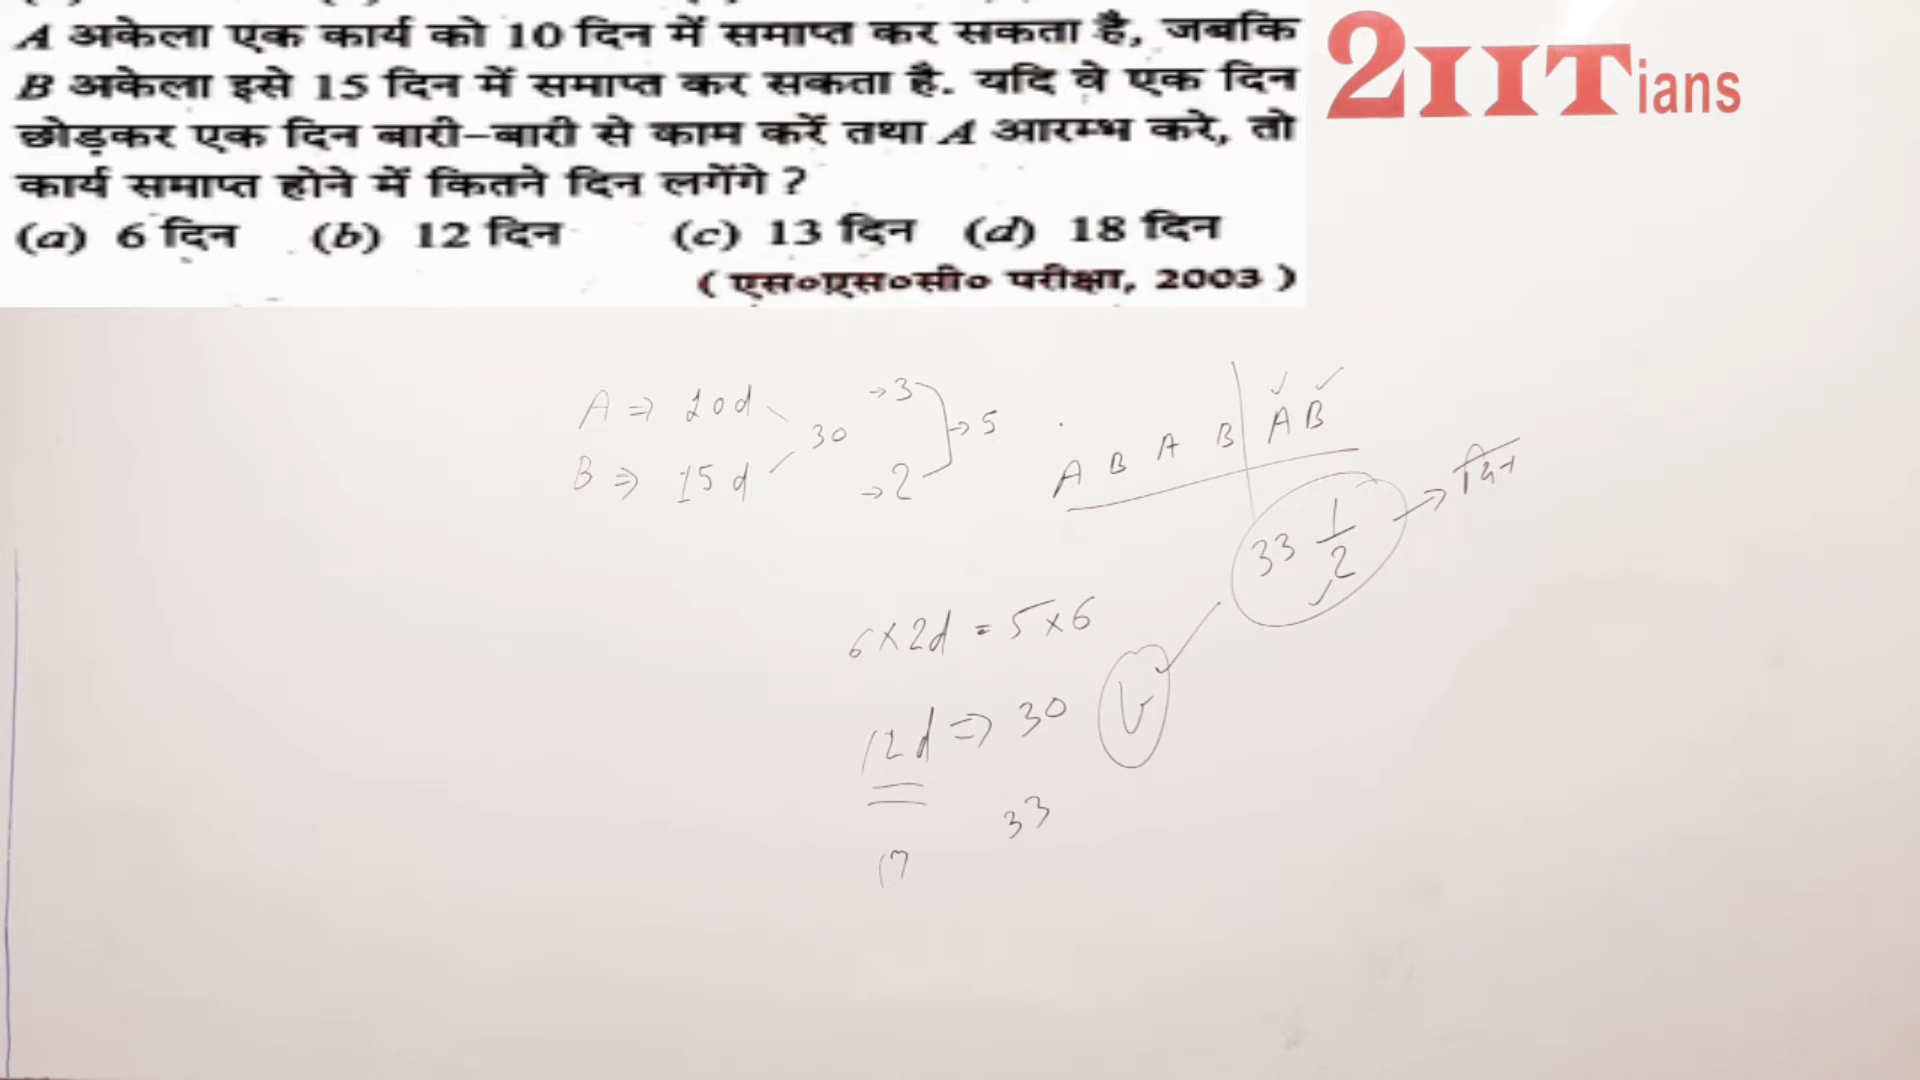 A अकेला एक कार्य को 10 दिन में समाप्त कर सकता है, जबकि
B अकेला इसे 15 दिन में समाप्त कर सकता है. यदि वे एक दिन
छोड़कर एक दिन बारी-बारी से काम करें तथा A आरम्भ करे, तो
कार्य समाप्त होने में कितने दिन लगेंगे ?
(a) 6 दिन (b) 12 दिन (c) 13 दिन (d) 18 दिन
( एस०एस०सी० परीक्षा, 2003 )
2IITians
A ⇒ 10d
B ⇒ 15d
30
→ 3
→ 2
→ 5
A B A B A B
33 1/2 →
6×2d = 5×6
12d ⇒ 30
17 33